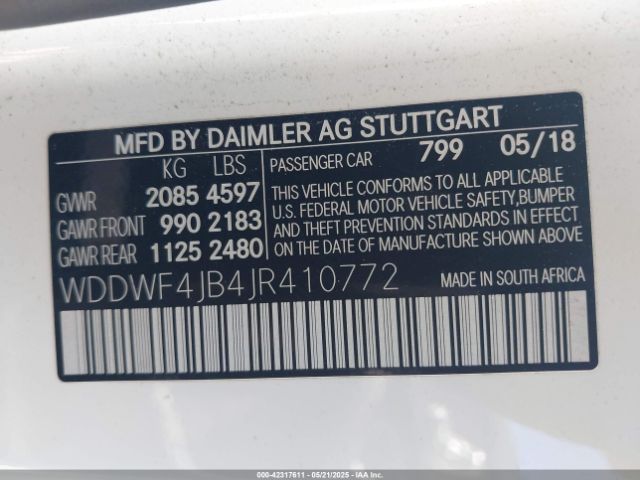 MFD BY DAIMLER AG STUTTGART
KG LBS
GVWR 2085 4597
GAWR FRONT 990 2183
GAWR REAR 1125 2480
PASSENGER CAR 799 05/18
THIS VEHICLE CONFORMS TO ALL APPLICABLE
U.S. FEDERAL MOTOR VEHICLE SAFETY,BUMPER
AND THEFT PREVENTION STANDARDS IN EFFECT
ON THE DATE OF MANUFACTURE SHOWN ABOVE.
WDDWF4JB4JR410772 MADE IN SOUTH AFRICA
000-42317611 - 05/21/2025 - IAAI.COM